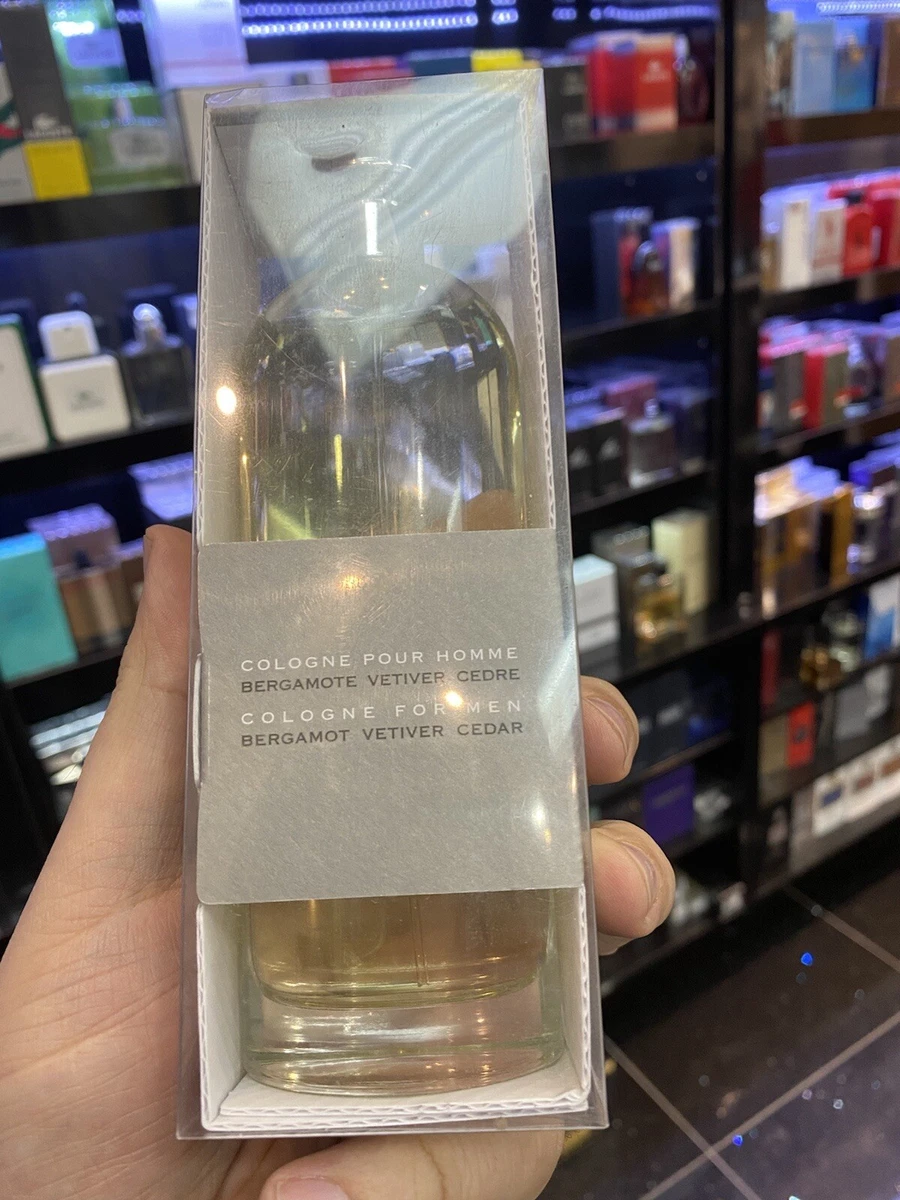 COLOGNE POUR HOMME
BERGAMOTE VETIVER CEDRE
COLOGNE FOR MEN
BERGAMOT VETIVER CEDAR